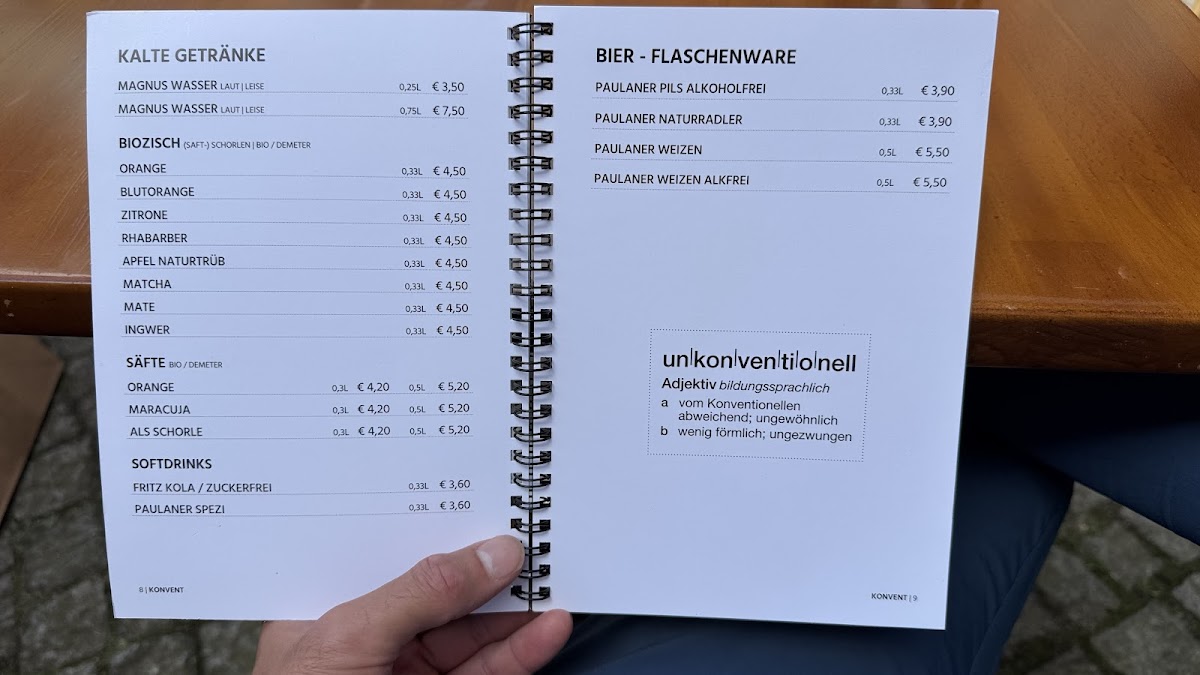 KALTE GETRÄNKE
MAGNUS WASSER LAUT | LEISE 0,25L € 3,50
MAGNUS WASSER LAUT | LEISE 0,75L € 7,50
BIOZISCH (SAFT-) SCHORLEN | BIO / DEMETER
ORANGE 0,33L € 4,50
BLUTORANGE 0,33L € 4,50
ZITRONE 0,33L € 4,50
RHABARBER 0,33L € 4,50
APFEL NATURTRÜB 0,33L € 4,50
MATCHA 0,33L € 4,50
MATE 0,33L € 4,50
INGWER 0,33L € 4,50
SÄFTE BIO / DEMETER
ORANGE 0,3L € 4,20 0,5L € 5,20
MARACUJA 0,3L € 4,20 0,5L € 5,20
ALS SCHORLE 0,3L € 4,20 0,5L € 5,20
SOFTDRINKS
FRITZ KOLA / ZUCKERFREI 0,33L € 3,60
PAULANER SPEZI 0,33L € 3,60
8 | KONVENT
BIER - FLASCHENWARE
PAULANER PILS ALKOHOLFREI 0,33L € 3,90
PAULANER NATURRADLER 0,33L € 3,90
PAULANER WEIZEN 0,5L € 5,50
PAULANER WEIZEN ALKFREI 0,5L € 5,50
un|kon|ven|ti|o|nell
Adjektiv bildungssprachlich
a vom Konventionellen
abweichend; ungewöhnlich
b wenig förmlich; ungezwungen
KONVENT | 9